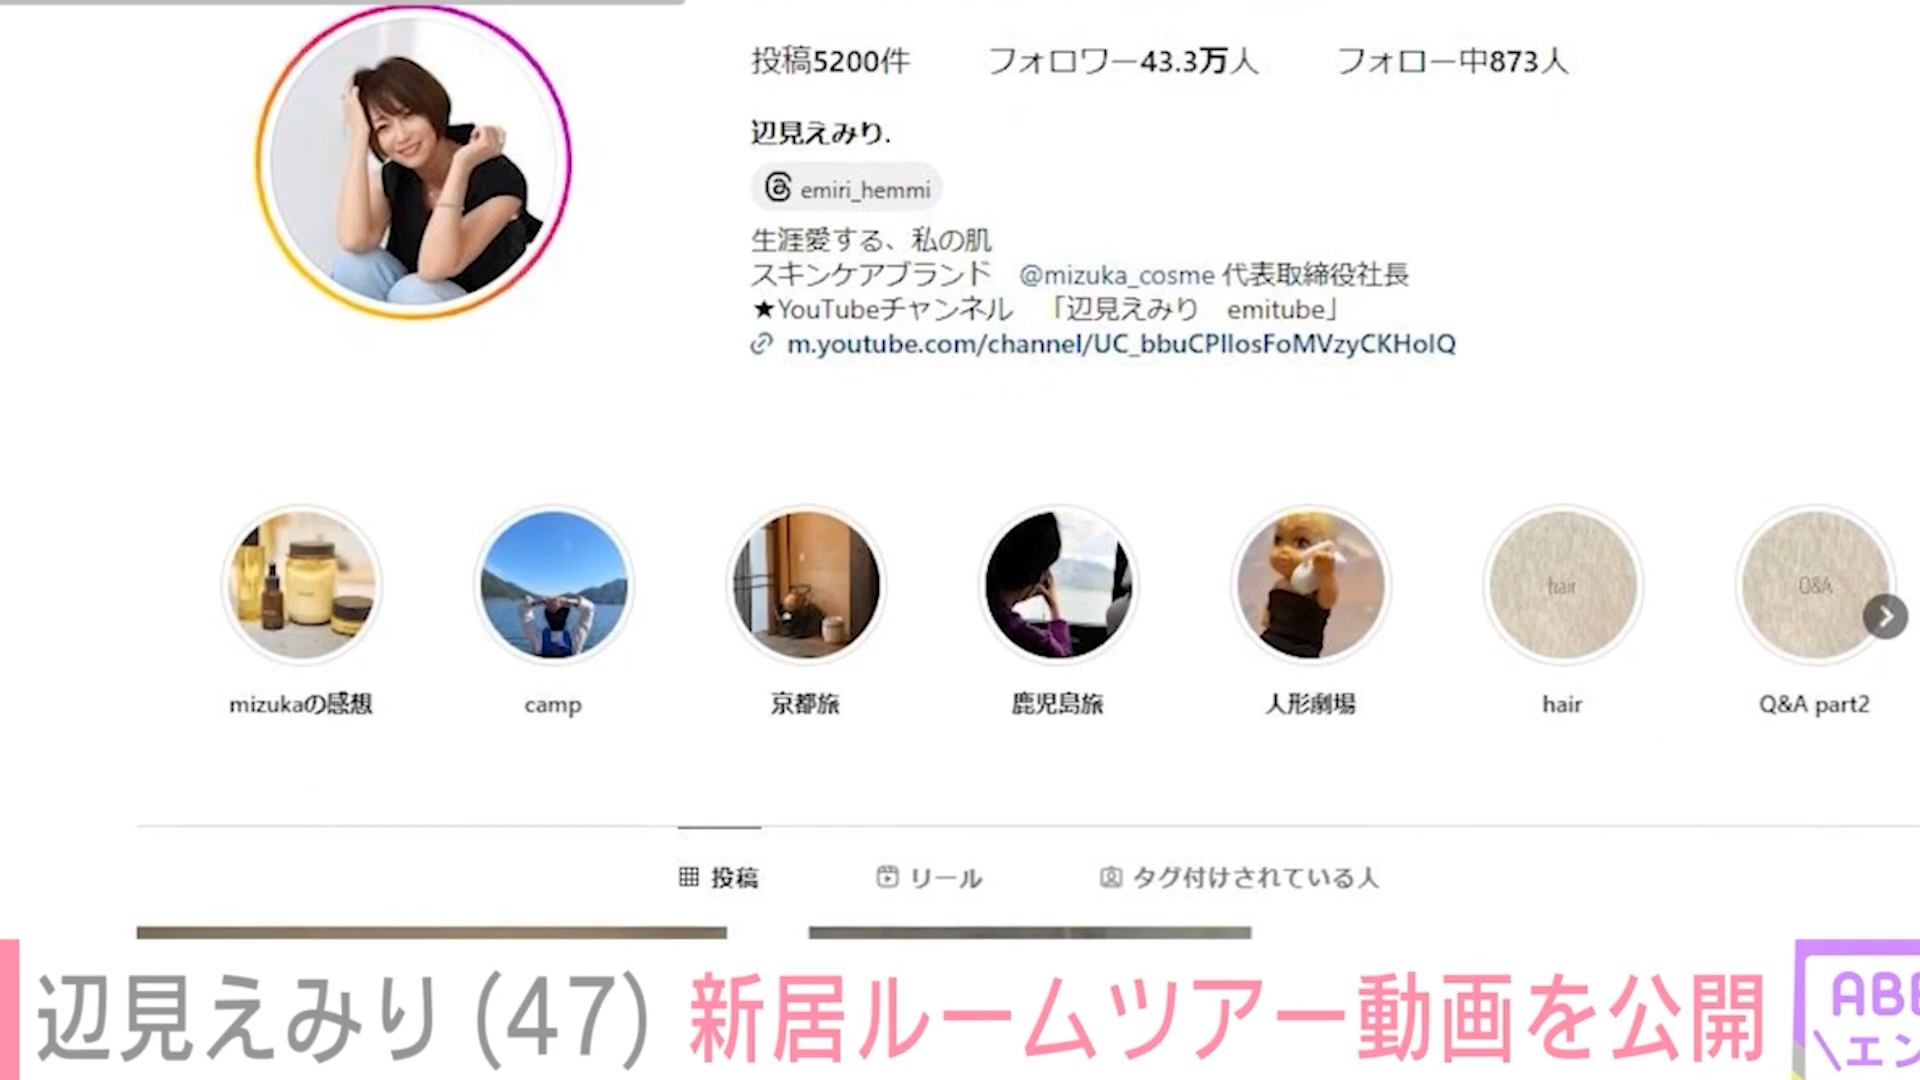 投稿5200件 フォロワー43.3万人 フォロー中873人
辺見えみり.
emiri_hemmi
生涯愛する、私の肌
スキンケアブランド @mizuka_cosme 代表取締役社長
★YouTubeチャンネル 「辺見えみり emitube」
m.youtube.com/channel/UC_bbuCPIlosFoMVzyCKHolQ
hair Q&A
mizukaの感想 camp 京都旅 鹿児島旅 人形劇場 hair Q&A part2
投稿 リール タグ付けされている人
辺見えみり (47) 新居ルームツアー動画を公開
ABE
\エン